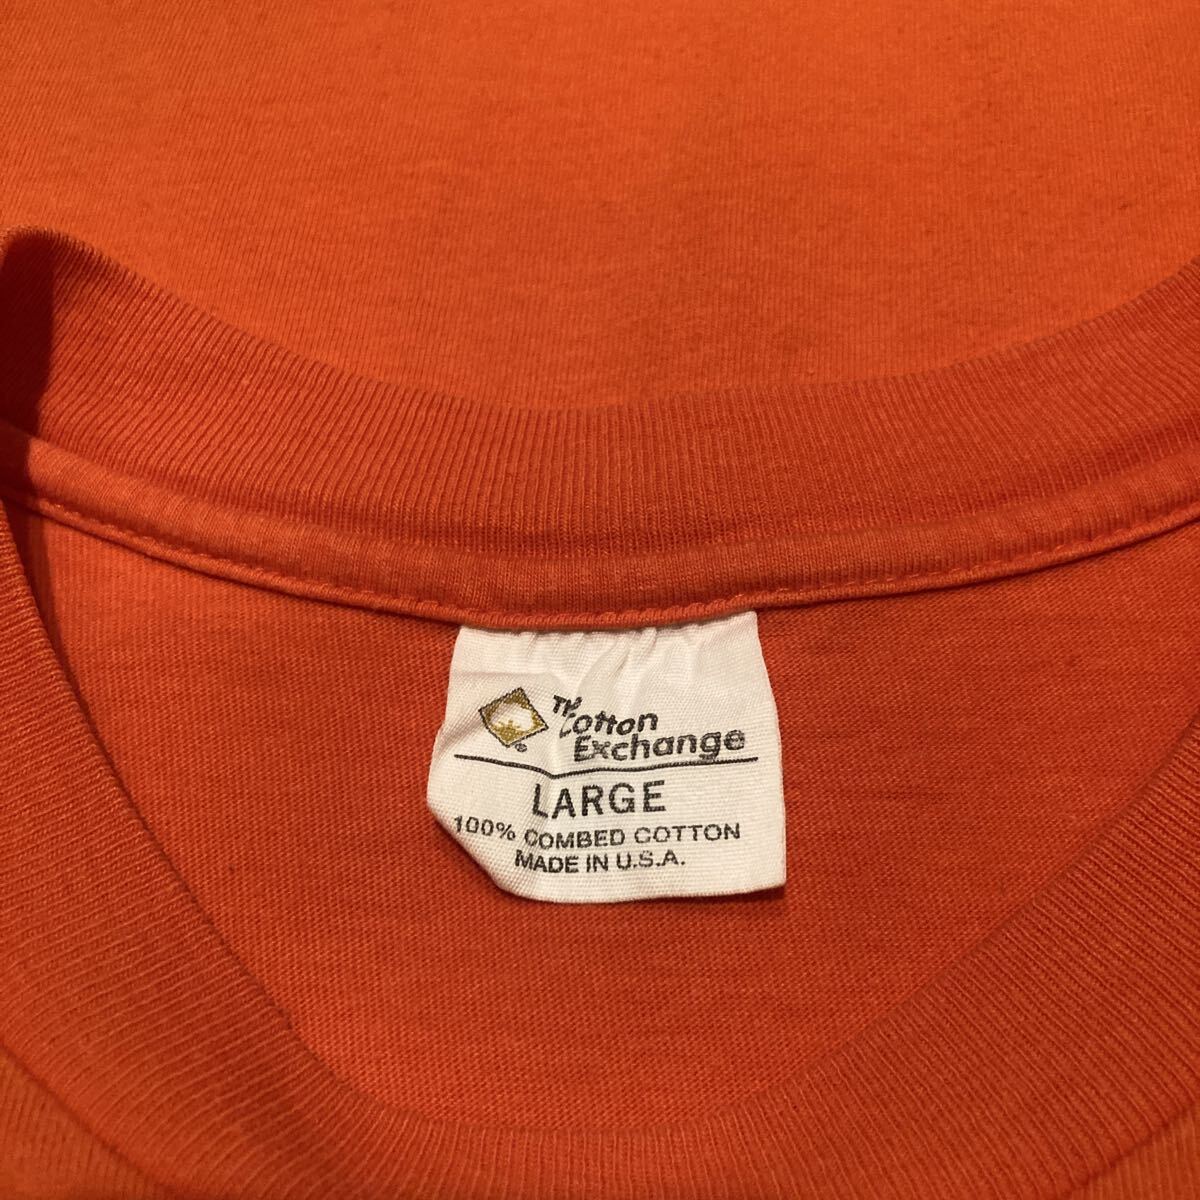 The
Cotton
Exchange
®
LARGE
100% COMBED COTTON
MADE IN U.S.A.